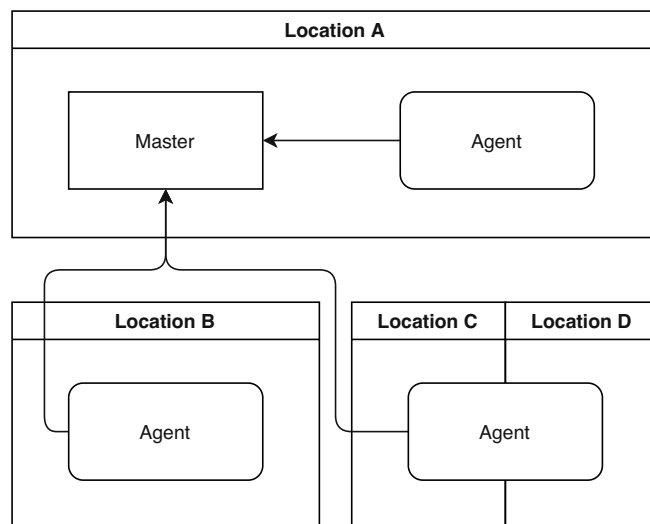 Location A
Master
Agent
Location B
Location C
Location D
Agent
Agent